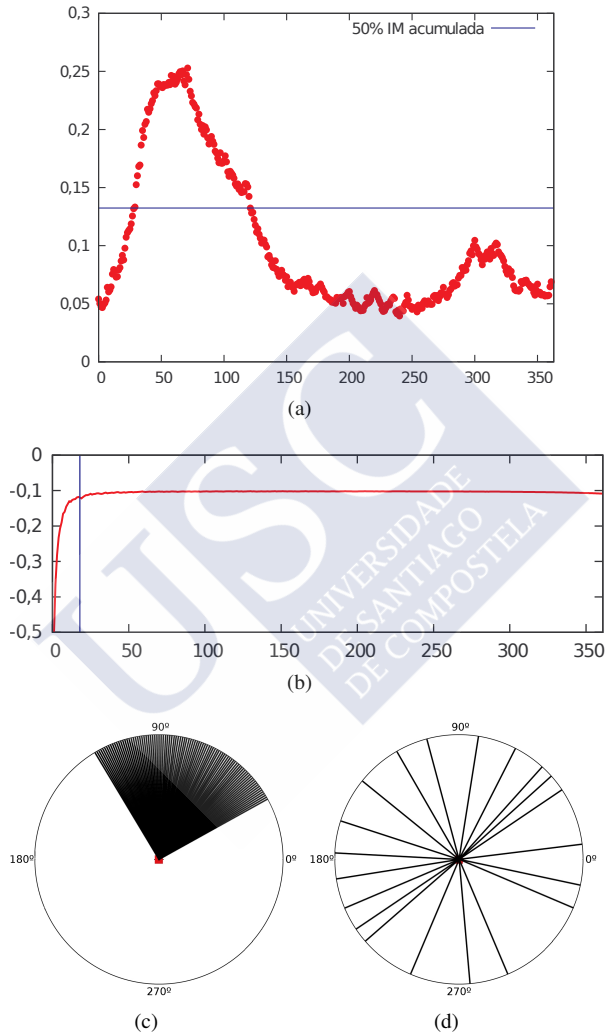 0,3
50% IM acumulada
0,25
0,2
0,15
0,1
0,05
0
0 50 100 150 200 250 300 350
(a)
0
-0,1
-0,2
-0,3
-0,4
-0,5
0 50 100 150 200 250 300 350
(b)
USC
UNIVERSIDADE
DE SANTIAGO
DE COMPOSTELA
90º
180º
0º
270º
(c)
90º
180º
0º
270º
(d)